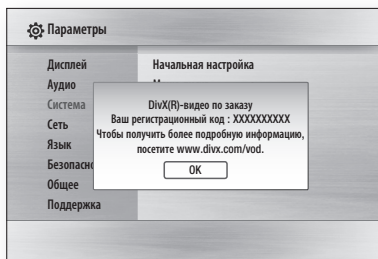 Параметры
Дисплей
Начальная настройка
Аудио
Система
Сеть
Язык
Общее
Поддержка
DivX(R)-видео по заказу
Ваш регистрационный код : XXXXXXXXXX
Чтобы получить более подробную информацию,
посетите www.divx.com/vod.
OK